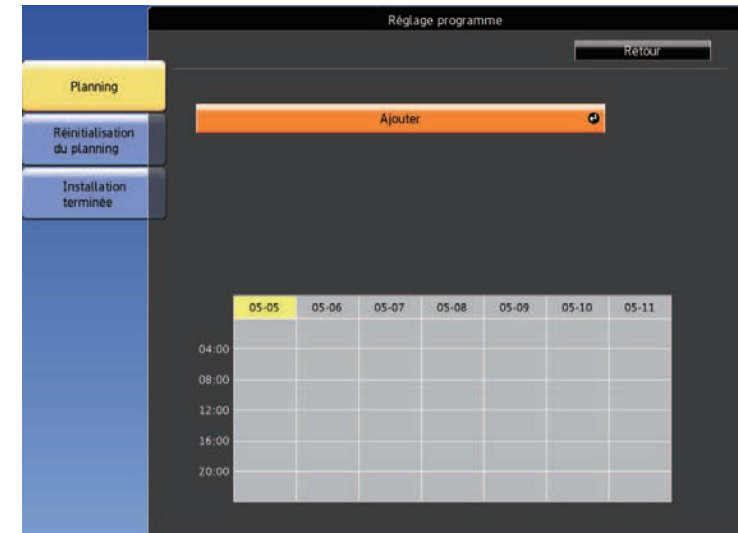 Réglage programme
Retour
Planning
Ajouter
Réinitialisation
du planning
Installation
terminée
05-05 05-06 05-07 05-08 05-09 05-10 05-11
04:00
08:00
12:00
16:00
20:00